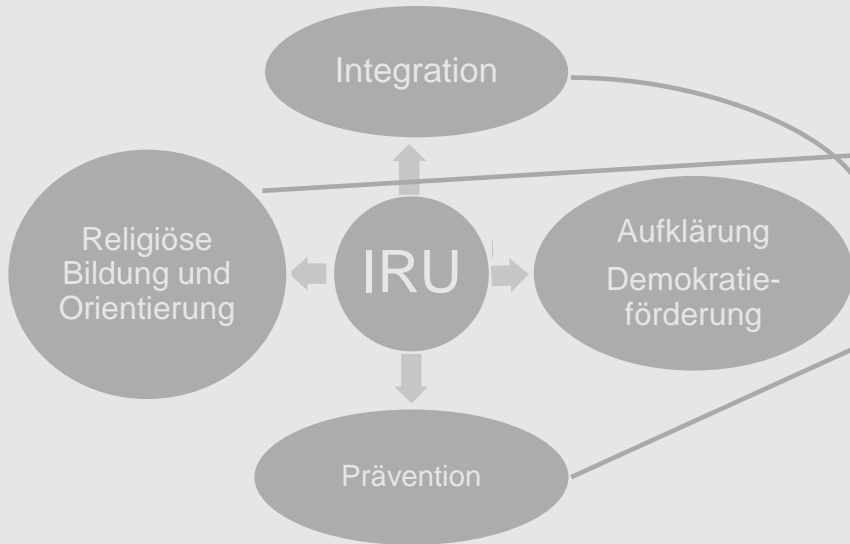 Integration
Religiöse
Bildung und
Orientierung
IRU
Aufklärung
Demokratie-
förderung
Prävention